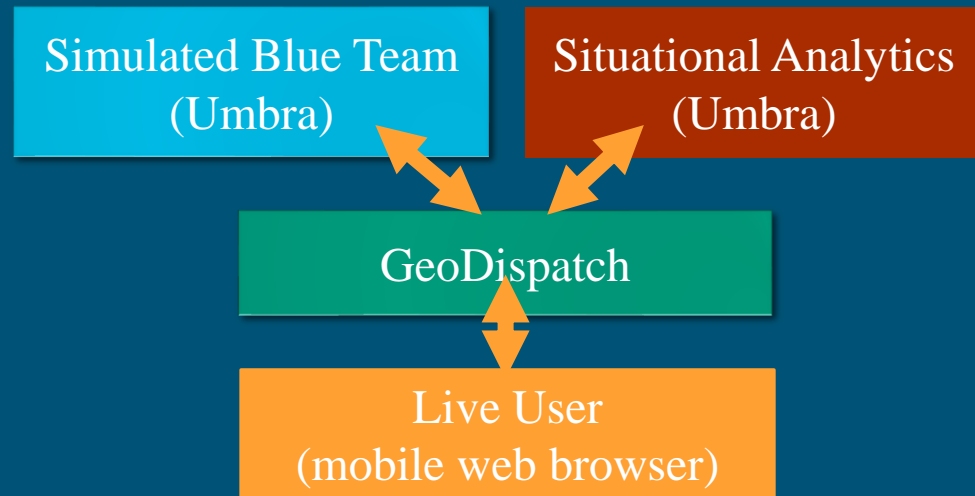 Simulated Blue Team
(Umbra)
Situational Analytics
(Umbra)
GeoDispatch
Live User
(mobile web browser)